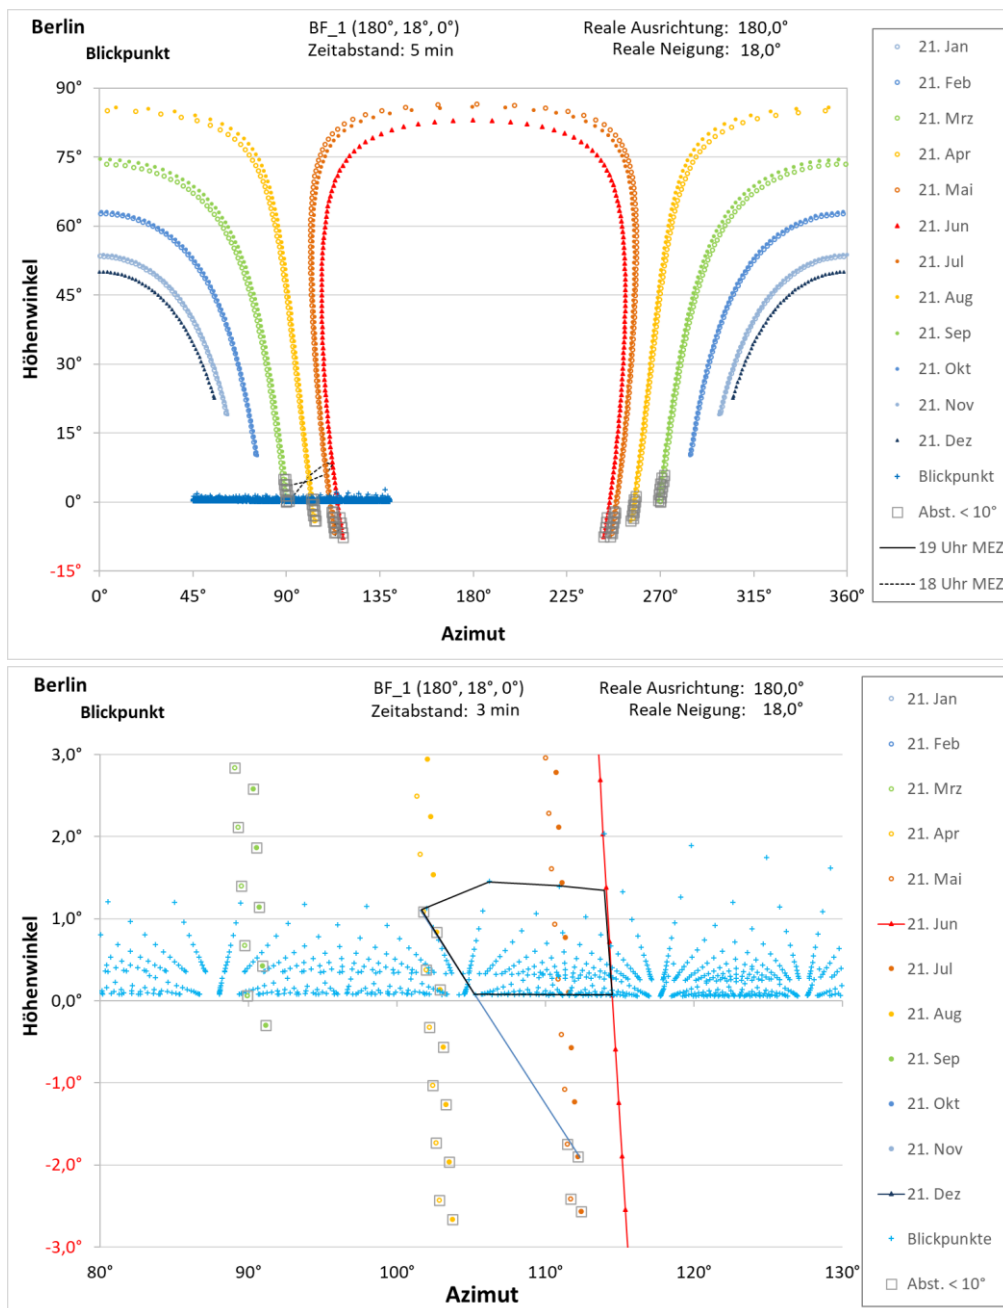 Berlin
BF_1 (180°, 18°, 0°)
Reale Ausrichtung: 180,0°
Blickpunkt
Zeitabstand: 5 min
Reale Neigung: 18,0°
90°
75°
60°
45°
30°
15°
0°
-15°
Höhenwinkel
0°
45°
90°
135°
180°
225°
270°
315°
360°
Azimut
21. Jan
21. Feb
21. Mrz
21. Apr
21. Mai
21. Jun
21. Jul
21. Aug
21. Sep
21. Okt
21. Nov
21. Dez
Blickpunkt
Abst. < 10°
19 Uhr MEZ
18 Uhr MEZ
Berlin
BF_1 (180°, 18°, 0°)
Reale Ausrichtung: 180,0°
Blickpunkt
Zeitabstand: 3 min
Reale Neigung: 18,0°
3,0°
2,0°
1,0°
0,0°
-1,0°
-2,0°
-3,0°
Höhenwinkel
80°
90°
100°
110°
120°
130°
Azimut
21. Jan
21. Feb
21. Mrz
21. Apr
21. Mai
21. Jun
21. Jul
21. Aug
21. Sep
21. Okt
21. Nov
21. Dez
Blickpunkte
Abst. < 10°